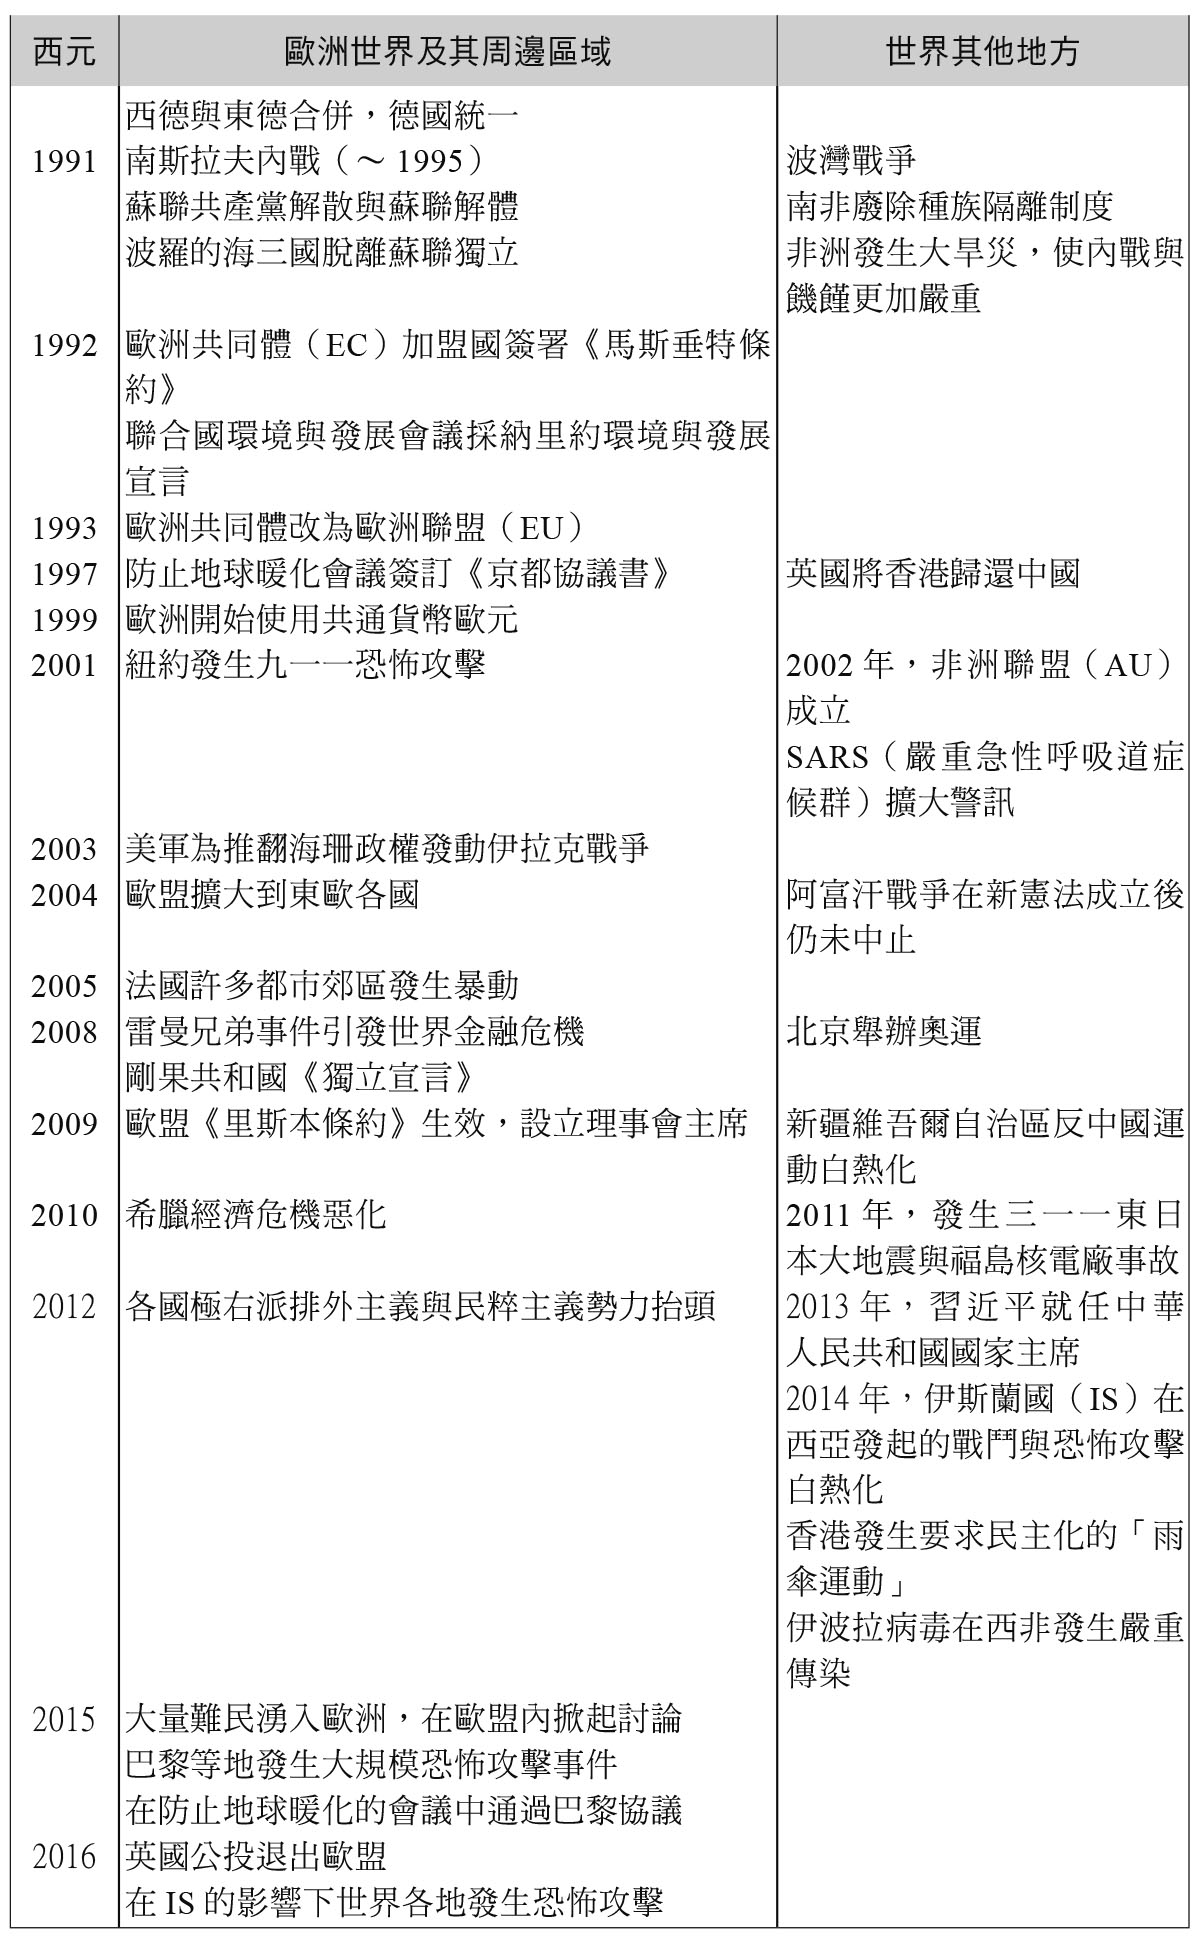 西元 歐洲世界及其周邊區域 世界其他地方
西德與東德合併，德國統一
1991 南斯拉夫內戰（～1995） 波灣戰爭
蘇聯共產黨解散與蘇聯解體 南非廢除種族隔離制度
波羅的海三國脫離蘇聯獨立 非洲發生大旱災，使內戰與
饑饉更加嚴重
1992 歐洲共同體（EC）加盟國簽署《馬斯垂特條
約》
聯合國環境與發展會議採納里約環境與發展
宣言
1993 歐洲共同體改為歐洲聯盟（EU）
1997 防止地球暖化會議簽訂《京都協議書》 英國將香港歸還中國
1999 歐洲開始使用共通貨幣歐元
2001 紐約發生九一一恐怖攻擊 2002 年，非洲聯盟（AU）
成立
SARS（嚴重急性呼吸道症
候群）擴大警訊
2003 美軍為推翻海珊政權發動伊拉克戰爭
2004 歐盟擴大到東歐各國 阿富汗戰爭在新憲法成立後
仍未中止
2005 法國許多都市郊區發生暴動
2008 雷曼兄弟事件引發世界金融危機 北京舉辦奧運
剛果共和國《獨立宣言》
2009 歐盟《里斯本條約》生效，設立理事會主席 新疆維吾爾自治區反中國運
動白熱化
2010 希臘經濟危機惡化 2011 年，發生三一一東日
本大地震與福島核電廠事故
2012 各國極右派排外主義與民粹主義勢力抬頭 2013 年，習近平就任中華
人民共和國國家主席
2014 年，伊斯蘭國（IS）在
西亞發起的戰鬥與恐怖攻擊
白熱化
香港發生要求民主化的「雨
傘運動」
伊波拉病毒在西非發生嚴重
傳染
2015 大量難民湧入歐洲，在歐盟內掀起討論
巴黎等地發生大規模恐怖攻擊事件
在防止地球暖化的會議中通過巴黎協議
2016 英國公投退出歐盟
在 IS 的影響下世界各地發生恐怖攻擊